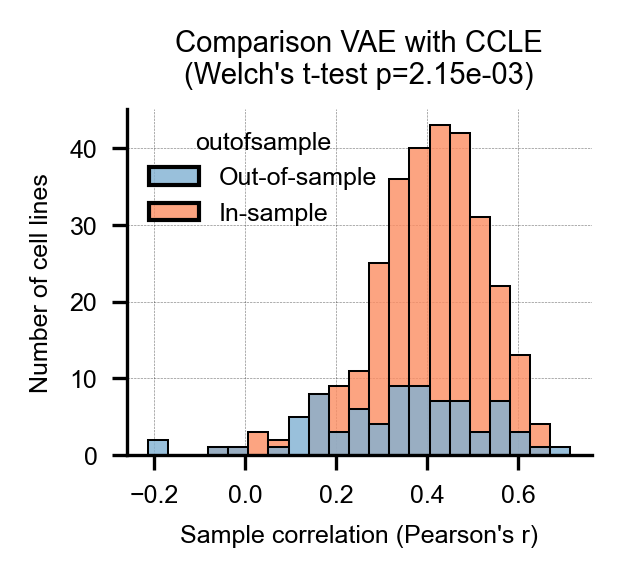 Comparison VAE with CCLE
(Welch's t-test p=2.15e-03)
outofsample
Out-of-sample
In-sample
Number of cell lines
40
30
20
10
0
−0.2
0.0
0.2
0.4
0.6
Sample correlation (Pearson's r)